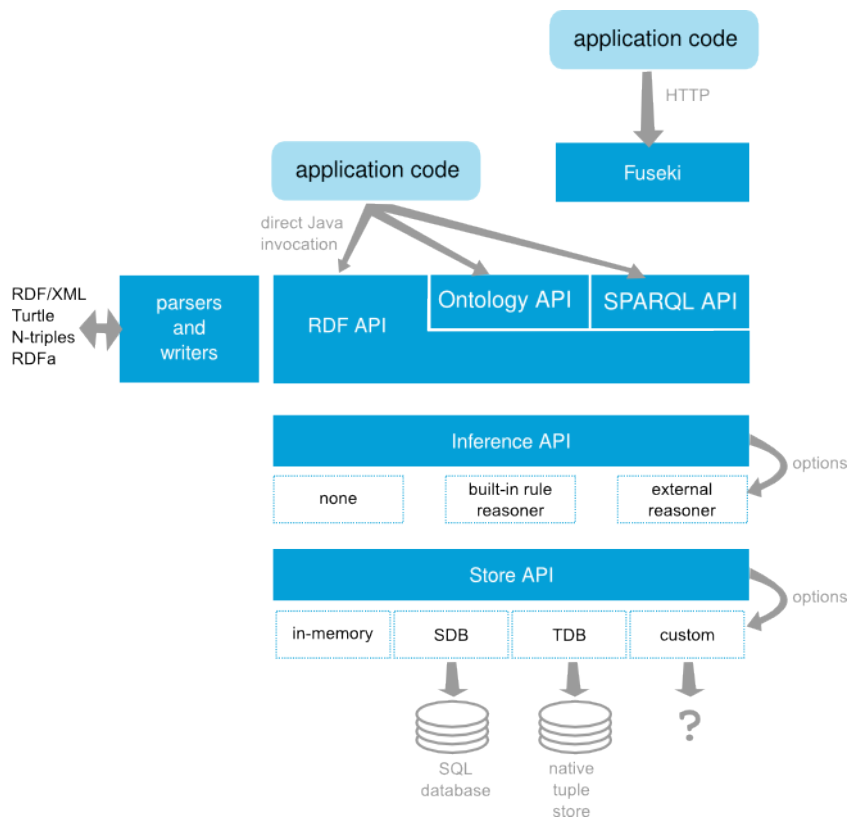 application code
HTTP
Fuseki
application code
direct Java
invocation
RDF/XML
Turtle
N-triples
RDFa
parsers
and
writers
RDF API
Ontology API
SPARQL API
Inference API
options
none
built-in rule
reasoner
external
reasoner
Store API
options
in-memory
SDB
TDB
custom
?
SQL
database
native
tuple
store